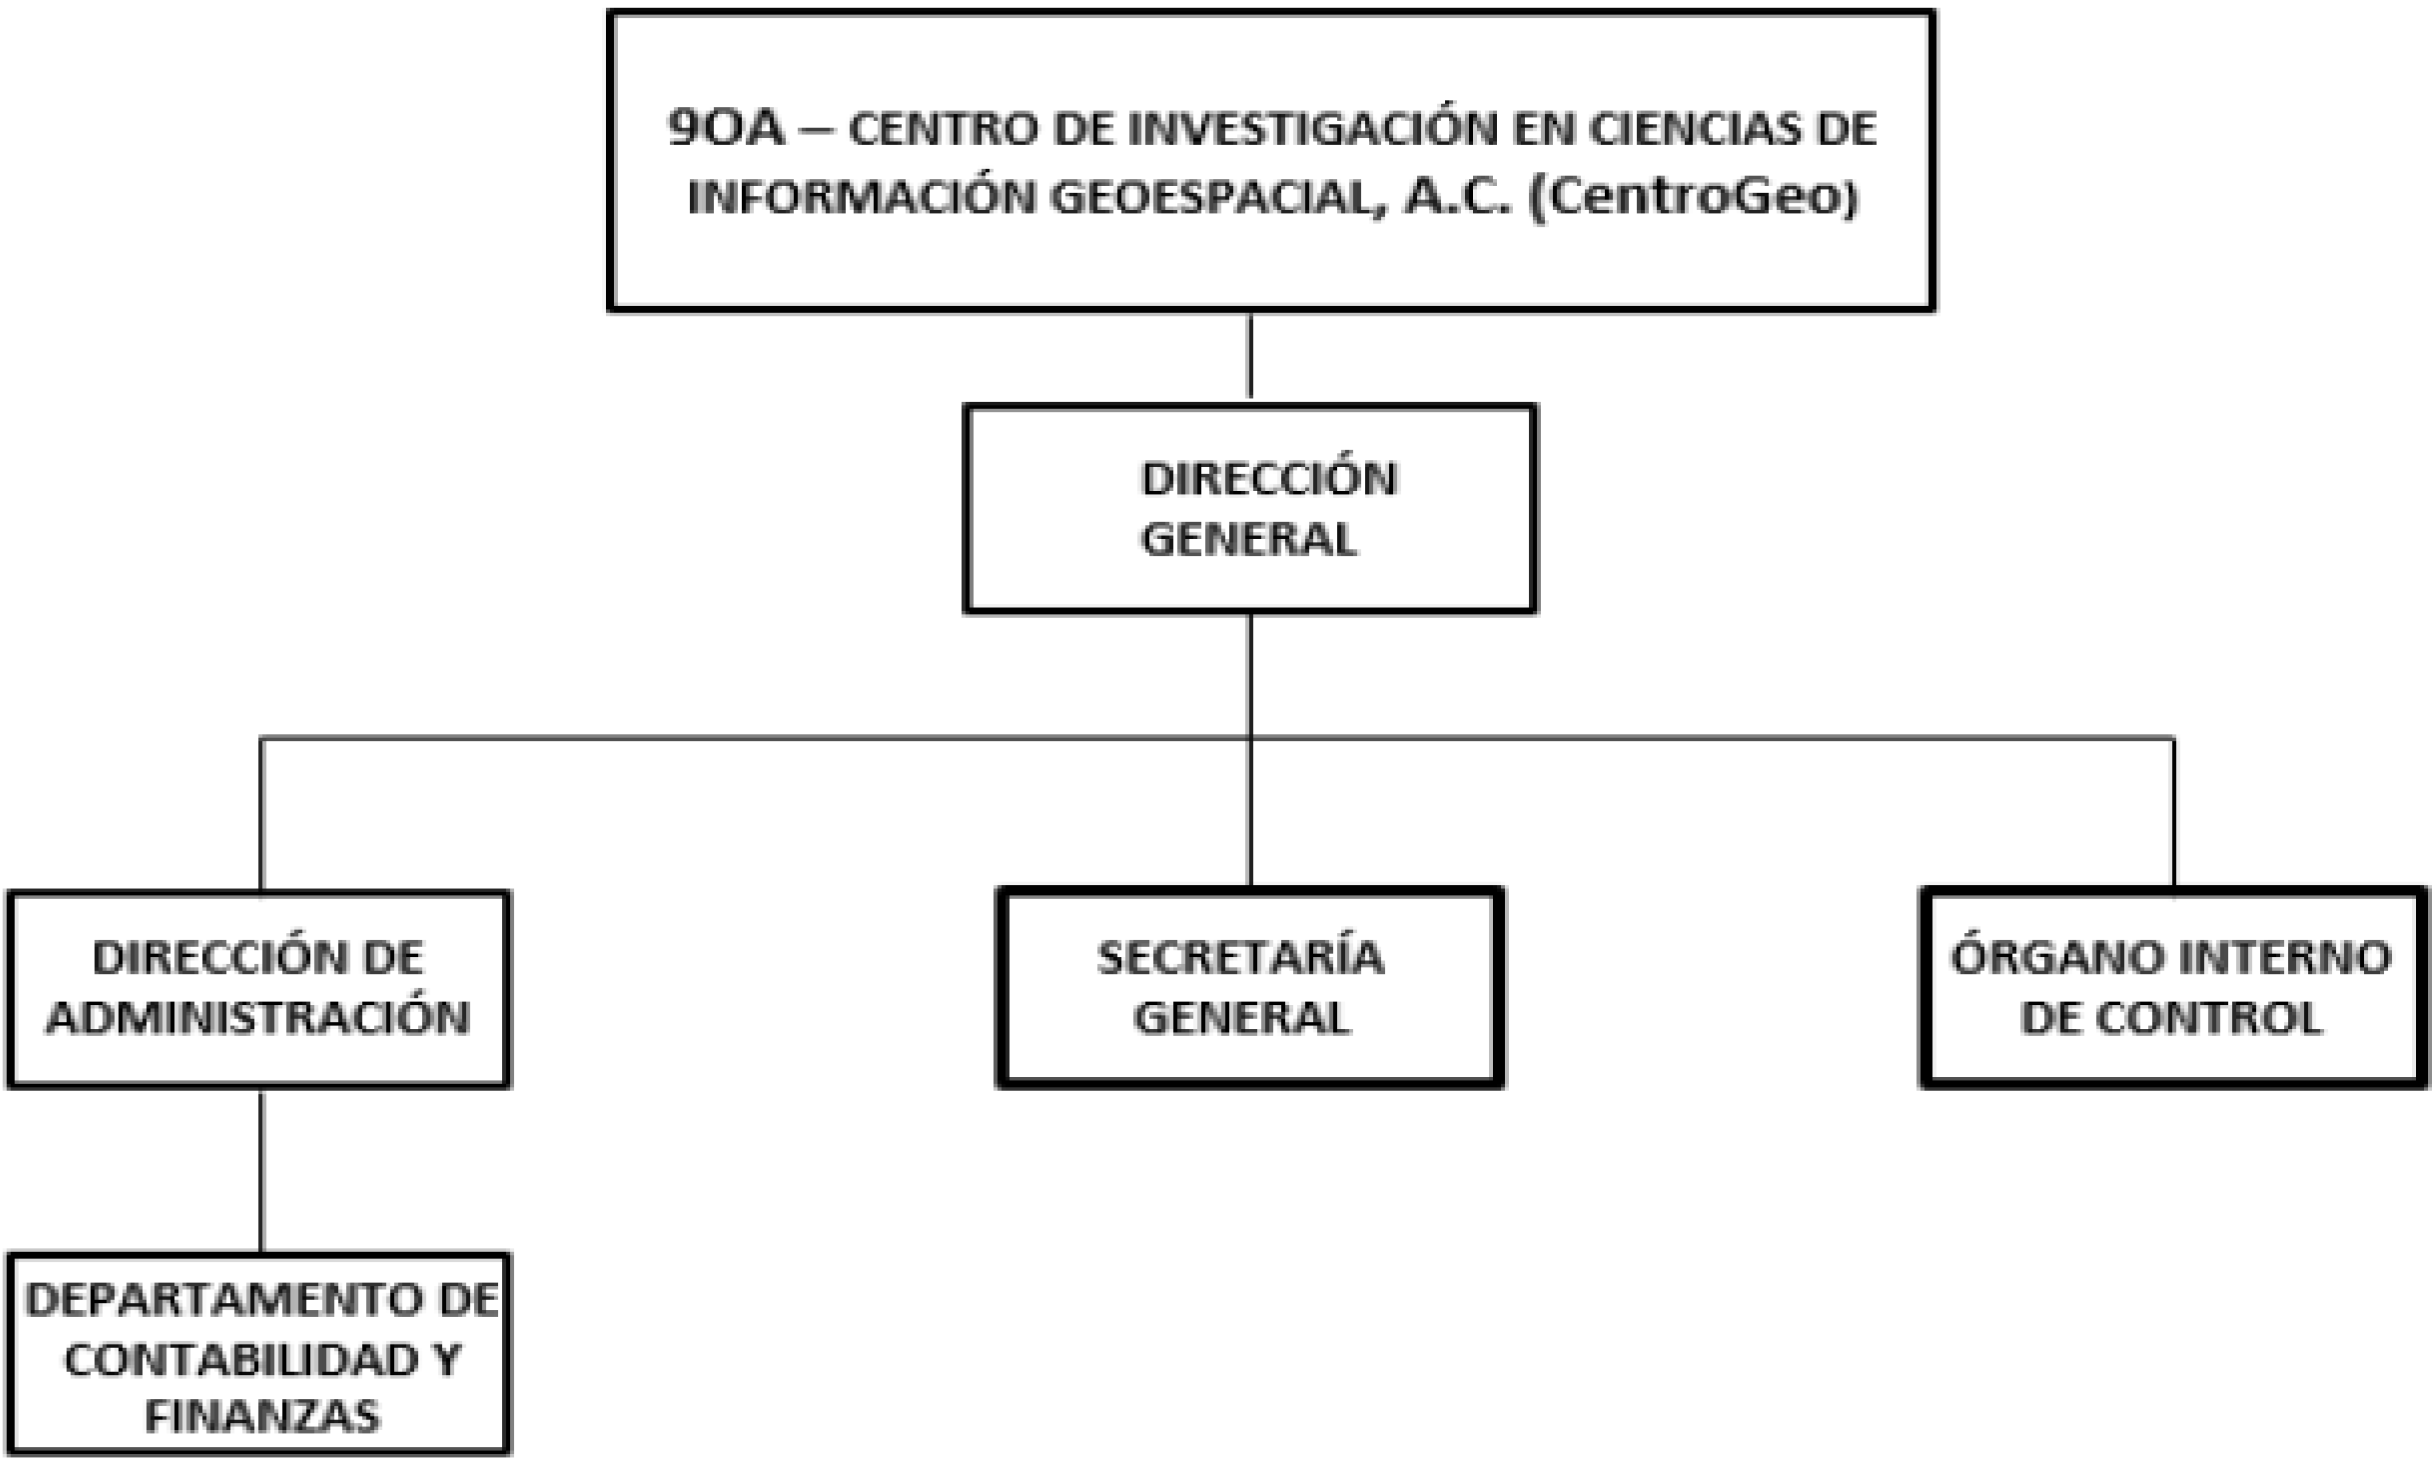 9OA – CENTRO DE INVESTIGACIÓN EN CIENCIAS DE
INFORMACIÓN GEOESPACIAL, A.C. (CentroGeo)
DIRECCIÓN
GENERAL
DIRECCIÓN DE
ADMINISTRACIÓN
SECRETARÍA
GENERAL
ÓRGANO INTERNO
DE CONTROL
DEPARTAMENTO DE
CONTABILIDAD Y
FINANZAS